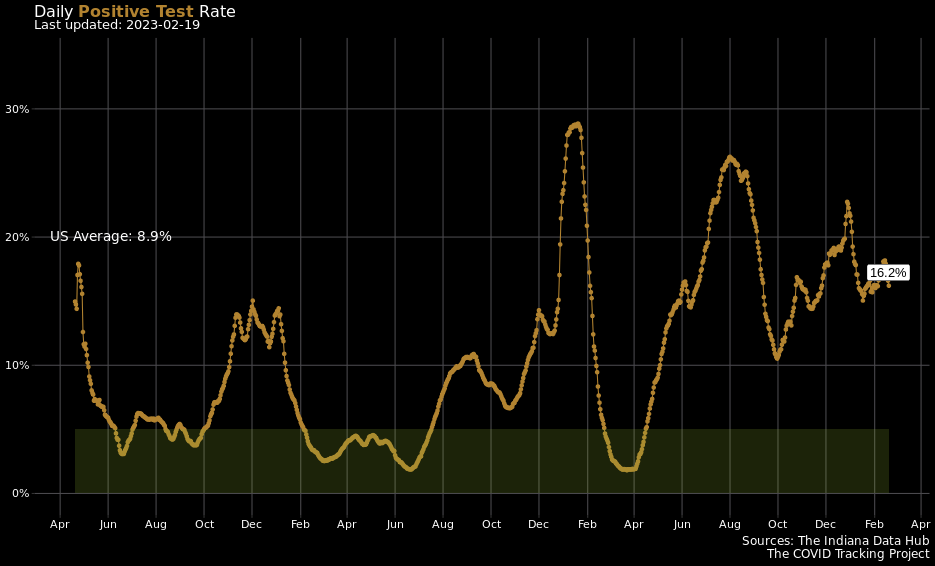 Daily Positive Test Rate
Last updated: 2023-02-19
30%
20%
US Average: 8.9%
16.2%
10%
0%
Apr Jun Aug Oct Dec Feb Apr Jun Aug Oct Dec Feb Apr Jun Aug Oct Dec Feb Apr
Sources: The Indiana Data Hub
The COVID Tracking Project